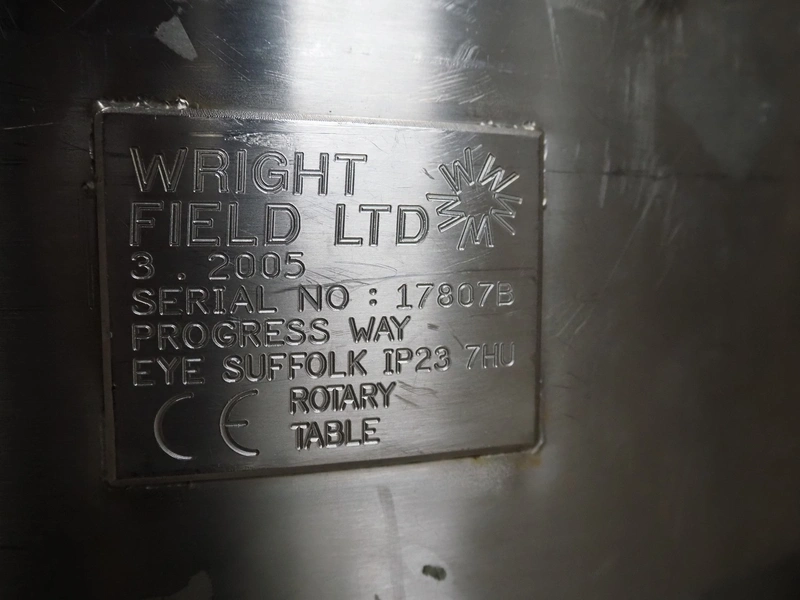 WRIGHT
FIELD LTD
3 . 2005
SERIAL NO : 17807B
PROGRESS WAY
EYE SUFFOLK IP23 7HU
CE ROTARY
TABLE